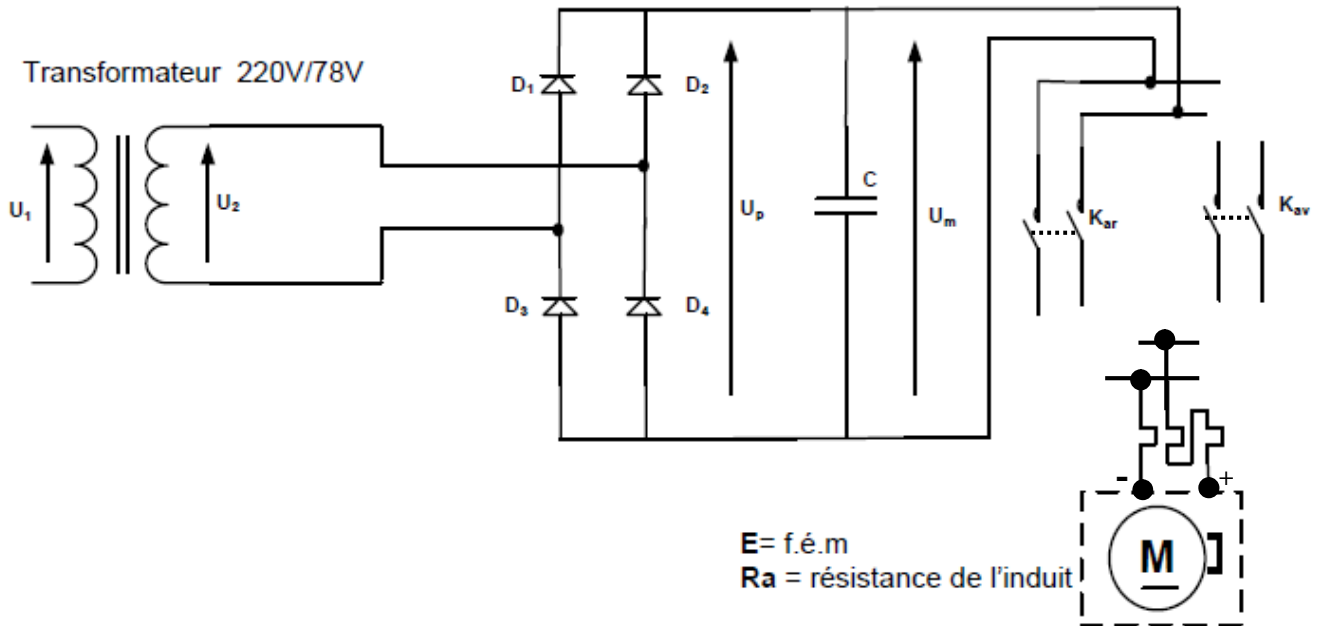 Transformateur 220V/78V
D₁
D₂
U₁
U₂
Uₚ
C
Uₘ
Kₐᵣ
Kₐᵥ
D₃
D₄
- +
E= f.é.m
Ra = résistance de l'induit
M